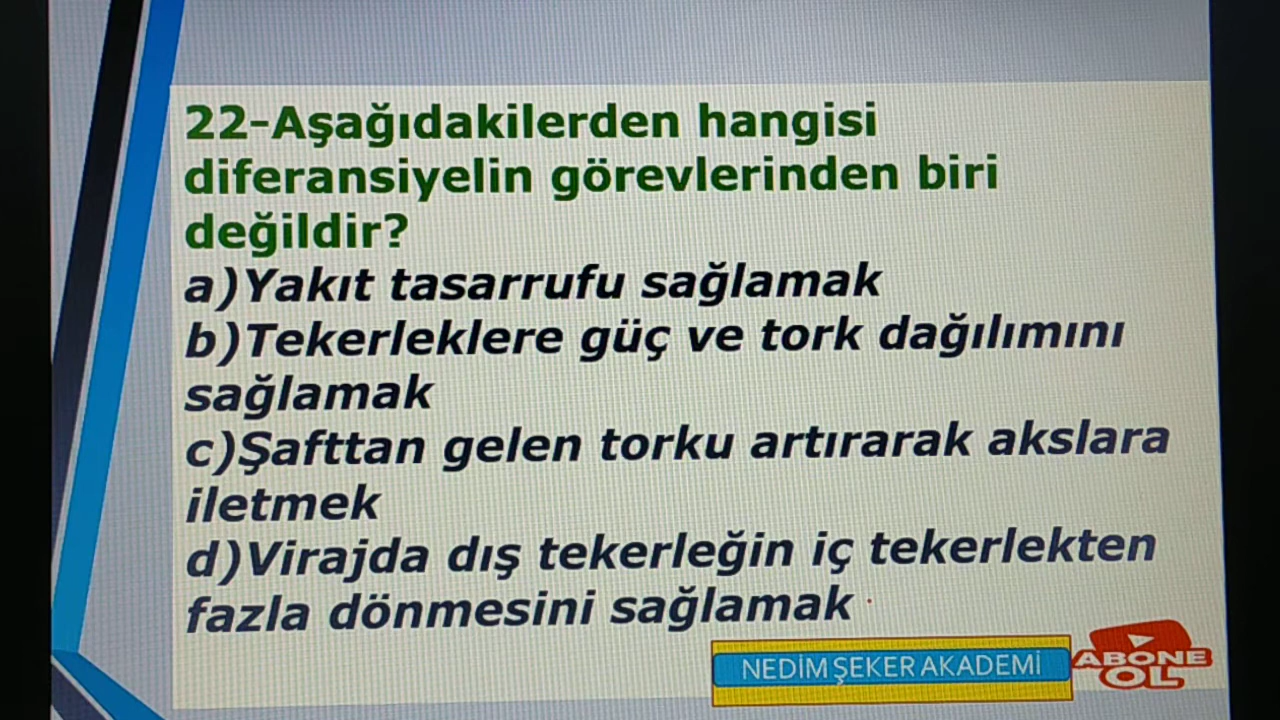 22-Aşağıdakilerden hangisi
diferansiyelin görevlerinden biri
değildir?
a)Yakıt tasarrufu sağlamak
b)Tekerleklere güç ve tork dağılımını
sağlamak
c)Şafttan gelen torku artırarak akslara
iletmek
d)Virajda dış tekerleğin iç tekerlekten
fazla dönmesini sağlamak
NEDİM ŞEKER AKADEMİ
ABONE
OL